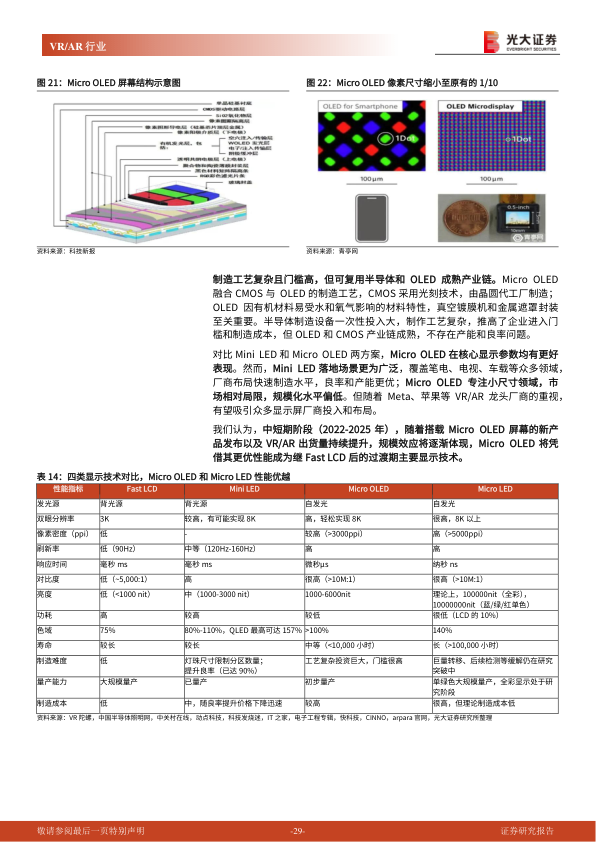 VR/AR 行业
光大证券
EVERBRIGHT SECURITIES
图 21：Micro OLED 屏幕结构示意图
单晶硅基衬底
CMOS驱动电路层
SiO2氧化物层
有机发光层，包
空穴注入/传输层
WOLED 发光层
电子/注入传输层
透明共阴电极层（上电极）
聚合物和陶瓷薄膜封装层
黑色材料矩阵隔离条
RGB彩色滤光片条
玻璃封盖
资料来源：科技新报
图 22：Micro OLED 像素尺寸缩小至原有的 1/10
OLED for Smartphone
OLED Microdisplay
1Dot
1Dot
100μm
100μm
0.5-inch
10mm
青亭网
资料来源：青亭网
制造工艺复杂且门槛高，但可复用半导体和 OLED 成熟产业链。Micro OLED
融合 CMOS 与 OLED 的制造工艺，CMOS 采用光刻技术，由晶圆代工厂制造；
OLED 因有机材料易受水和氧气影响的材料特性，真空镀膜机和金属遮罩封装
至关重要。半导体制造设备一次性投入大，制作工艺复杂，推高了企业进入门
槛和制造成本，但 OLED 和 CMOS 产业链成熟，不存在产能和良率问题。
对比 Mini LED 和 Micro OLED 两方案，Micro OLED 在核心显示参数均有更好
表现。然而，Mini LED 落地场景更为广泛，覆盖笔电、电视、车载等众多领域，
厂商布局快速制造水平，良率和产能更优；Micro OLED 专注小尺寸领域，市
场相对局限，规模化水平偏低。但随着 Meta、苹果等 VR/AR 龙头厂商的重视，
有望吸引众多显示屏厂商投入和布局。
我们认为，中短期阶段（2022-2025 年），随着搭载 Micro OLED 屏幕的新产
品发布以及 VR/AR 出货量持续提升，规模效应将逐渐体现，Micro OLED 将凭
借其更优性能成为继 Fast LCD 后的过渡期主要显示技术。
表 14：四类显示技术对比，Micro OLED 和 Micro LED 性能优越
性能指标 Fast LCD Mini LED Micro OLED Micro LED
发光源 背光源 背光源 自发光 自发光
双眼分辨率 3K 较高，有可能实现 8K 高，轻松实现 8K 很高，8K 以上
像素密度（ppi） 低 - 较高（>3000ppi） 高（>5000ppi）
刷新率 低（90Hz） 中等（120Hz-160Hz） 高 高
响应时间 毫秒 ms 毫秒 ms 微秒μs 纳秒 ns
对比度 低（~5,000:1） 高 很高（>10M:1） 很高（>10M:1）
亮度 低（<1000 nit） 中（1000-3000 nit） 1000-6000nit 理论上，100000nit（全彩），
10000000nit（蓝/绿/红单色）
功耗 高 较高 较低 很低（LCD 的 10%）
色域 75% 80%-110%，QLED 最高可达 157% >100% 140%
寿命 较长 较长 中等（<10,000 小时） 长（>100,000 小时）
制造难度 低 灯珠尺寸限制分区数量；
提升良率（已达 90%） 工艺复杂投资巨大，门槛很高 巨量转移、后续检测等缓解仍在研究
突破中
量产能力 大规模量产 已量产 初步量产 单绿色大规模量产，全彩显示处于研
究阶段
制造成本 低 中，随良率提升价格下降迅速 较高 很高，但理论制造成本低
资料来源：VR 陀螺，中国半导体照明网，中关村在线，动点科技，科技发烧迷，IT 之家，电子工程专辑，快科技，CINNO，arpara 官网，光大证券研究所整理
敬请参阅最后一页特别声明
-29-
证券研究报告